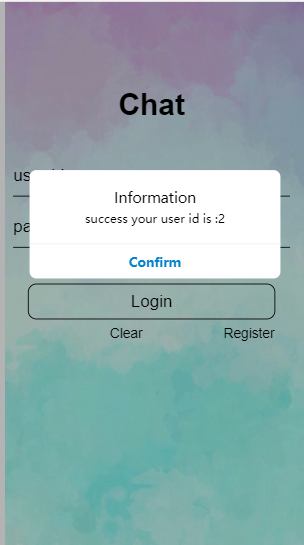 Chat
Information
success your user id is :2
Confirm
Login
Clear Register